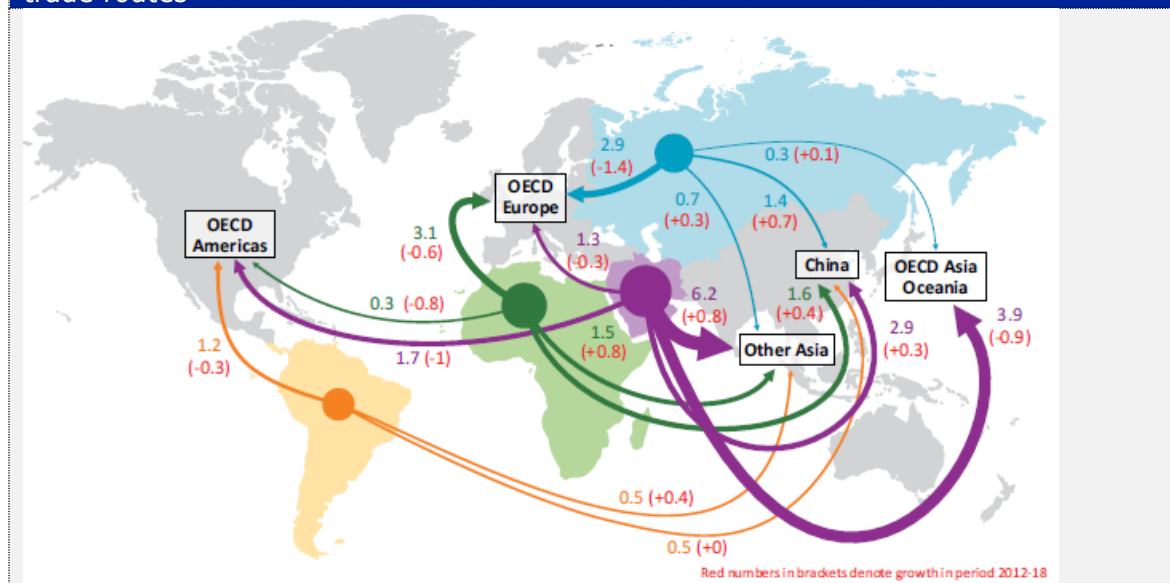 trade routes
2.9
(-1.4)
0.3 (+0.1)
OECD
Europe
0.7
(+0.3)
1.4
(+0.7)
OECD
Americas
3.1
(-0.6)
1.3
(-0.3)
China
OECD Asia
Oceania
0.3 (-0.8)
6.2
(+0.8)
1.6
(+0.4)
3.9
(-0.9)
1.5
(+0.8)
2.9
(+0.3)
Other Asia
1.2
(-0.3)
1.7 (-1)
0.5 (+0.4)
0.5 (+0)
Red numbers in brackets denote growth in period 2012-18